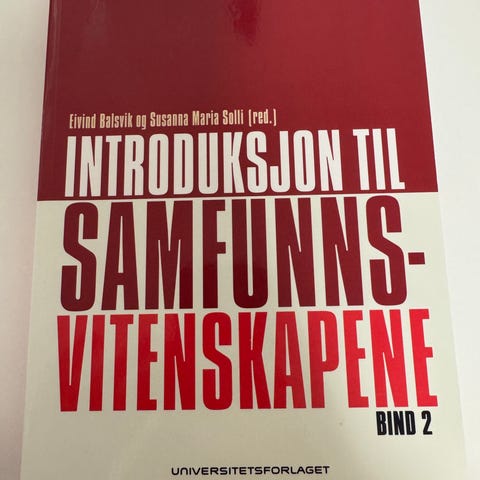 Eivind Balsvik og Susanna Maria Solli (red.)
INTRODUKSJON TIL
SAMFUNNS-
VITENSKAPENE
BIND 2
UNIVERSITETSFORLAGET